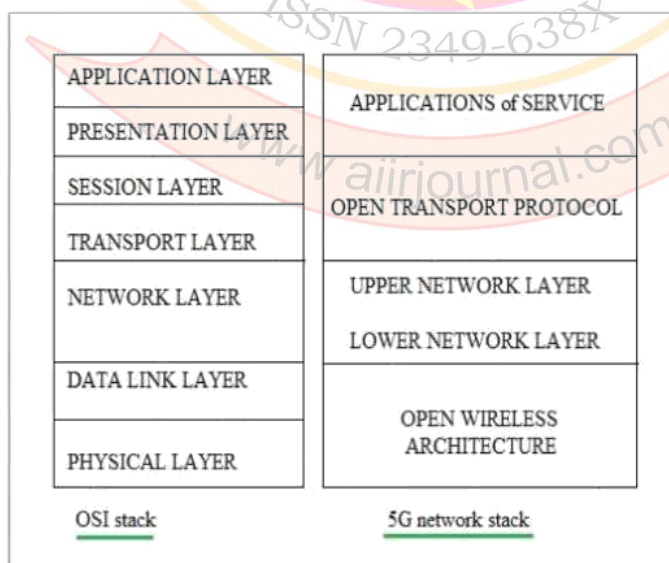 ISSN 2349-638X
www.aiirjournal.com
APPLICATION LAYER
PRESENTATION LAYER
SESSION LAYER
TRANSPORT LAYER
NETWORK LAYER
DATA LINK LAYER
PHYSICAL LAYER
OSI stack
APPLICATIONS of SERVICE
OPEN TRANSPORT PROTOCOL
UPPER NETWORK LAYER
LOWER NETWORK LAYER
OPEN WIRELESS
ARCHITECTURE
5G network stack